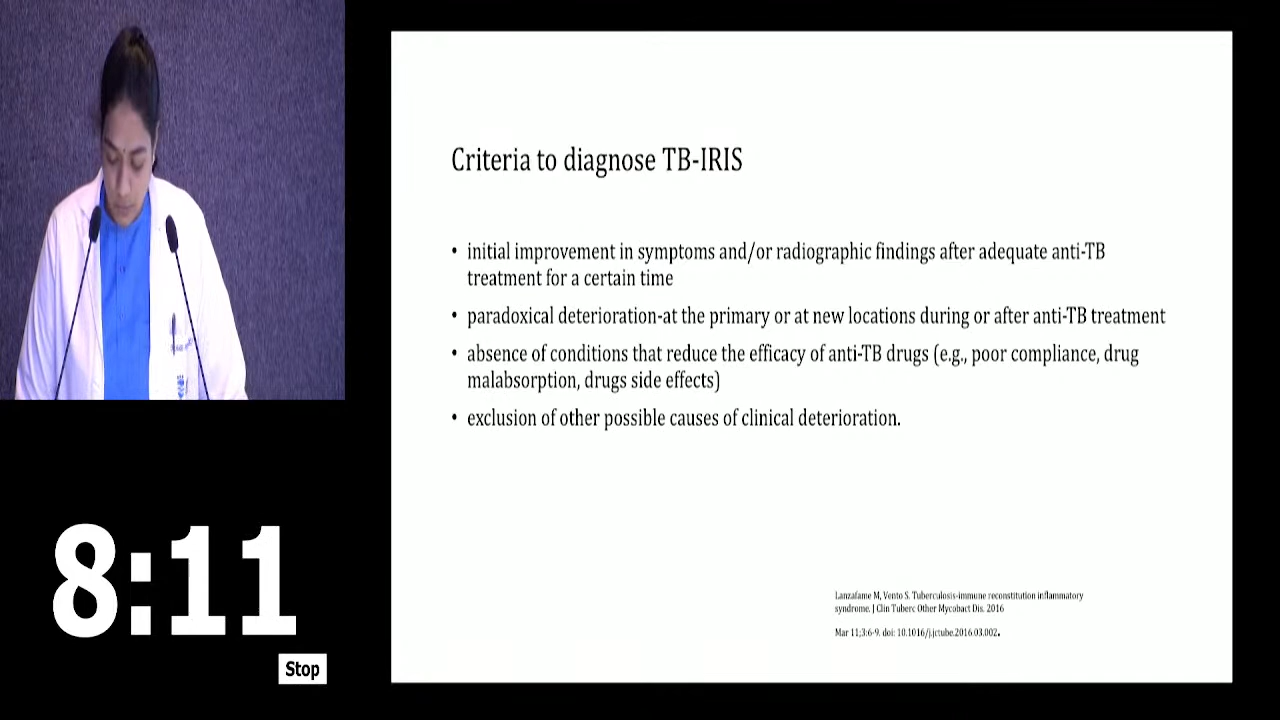 Criteria to diagnose TB-IRIS
• initial improvement in symptoms and/or radiographic findings after adequate anti-TB
treatment for a certain time
• paradoxical deterioration-at the primary or at new locations during or after anti-TB treatment
• absence of conditions that reduce the efficacy of anti-TB drugs (e.g., poor compliance, drug
malabsorption, drugs side effects)
• exclusion of other possible causes of clinical deterioration.
Lanzafame M, Vento S. Tuberculosis-immune reconstitution inflammatory
syndrome. J Clin Tuberc Other Mycobact Dis. 2016
Mar 11;3:6-9. doi: 10.1016/j.jctube.2016.03.002.
8:11
Stop